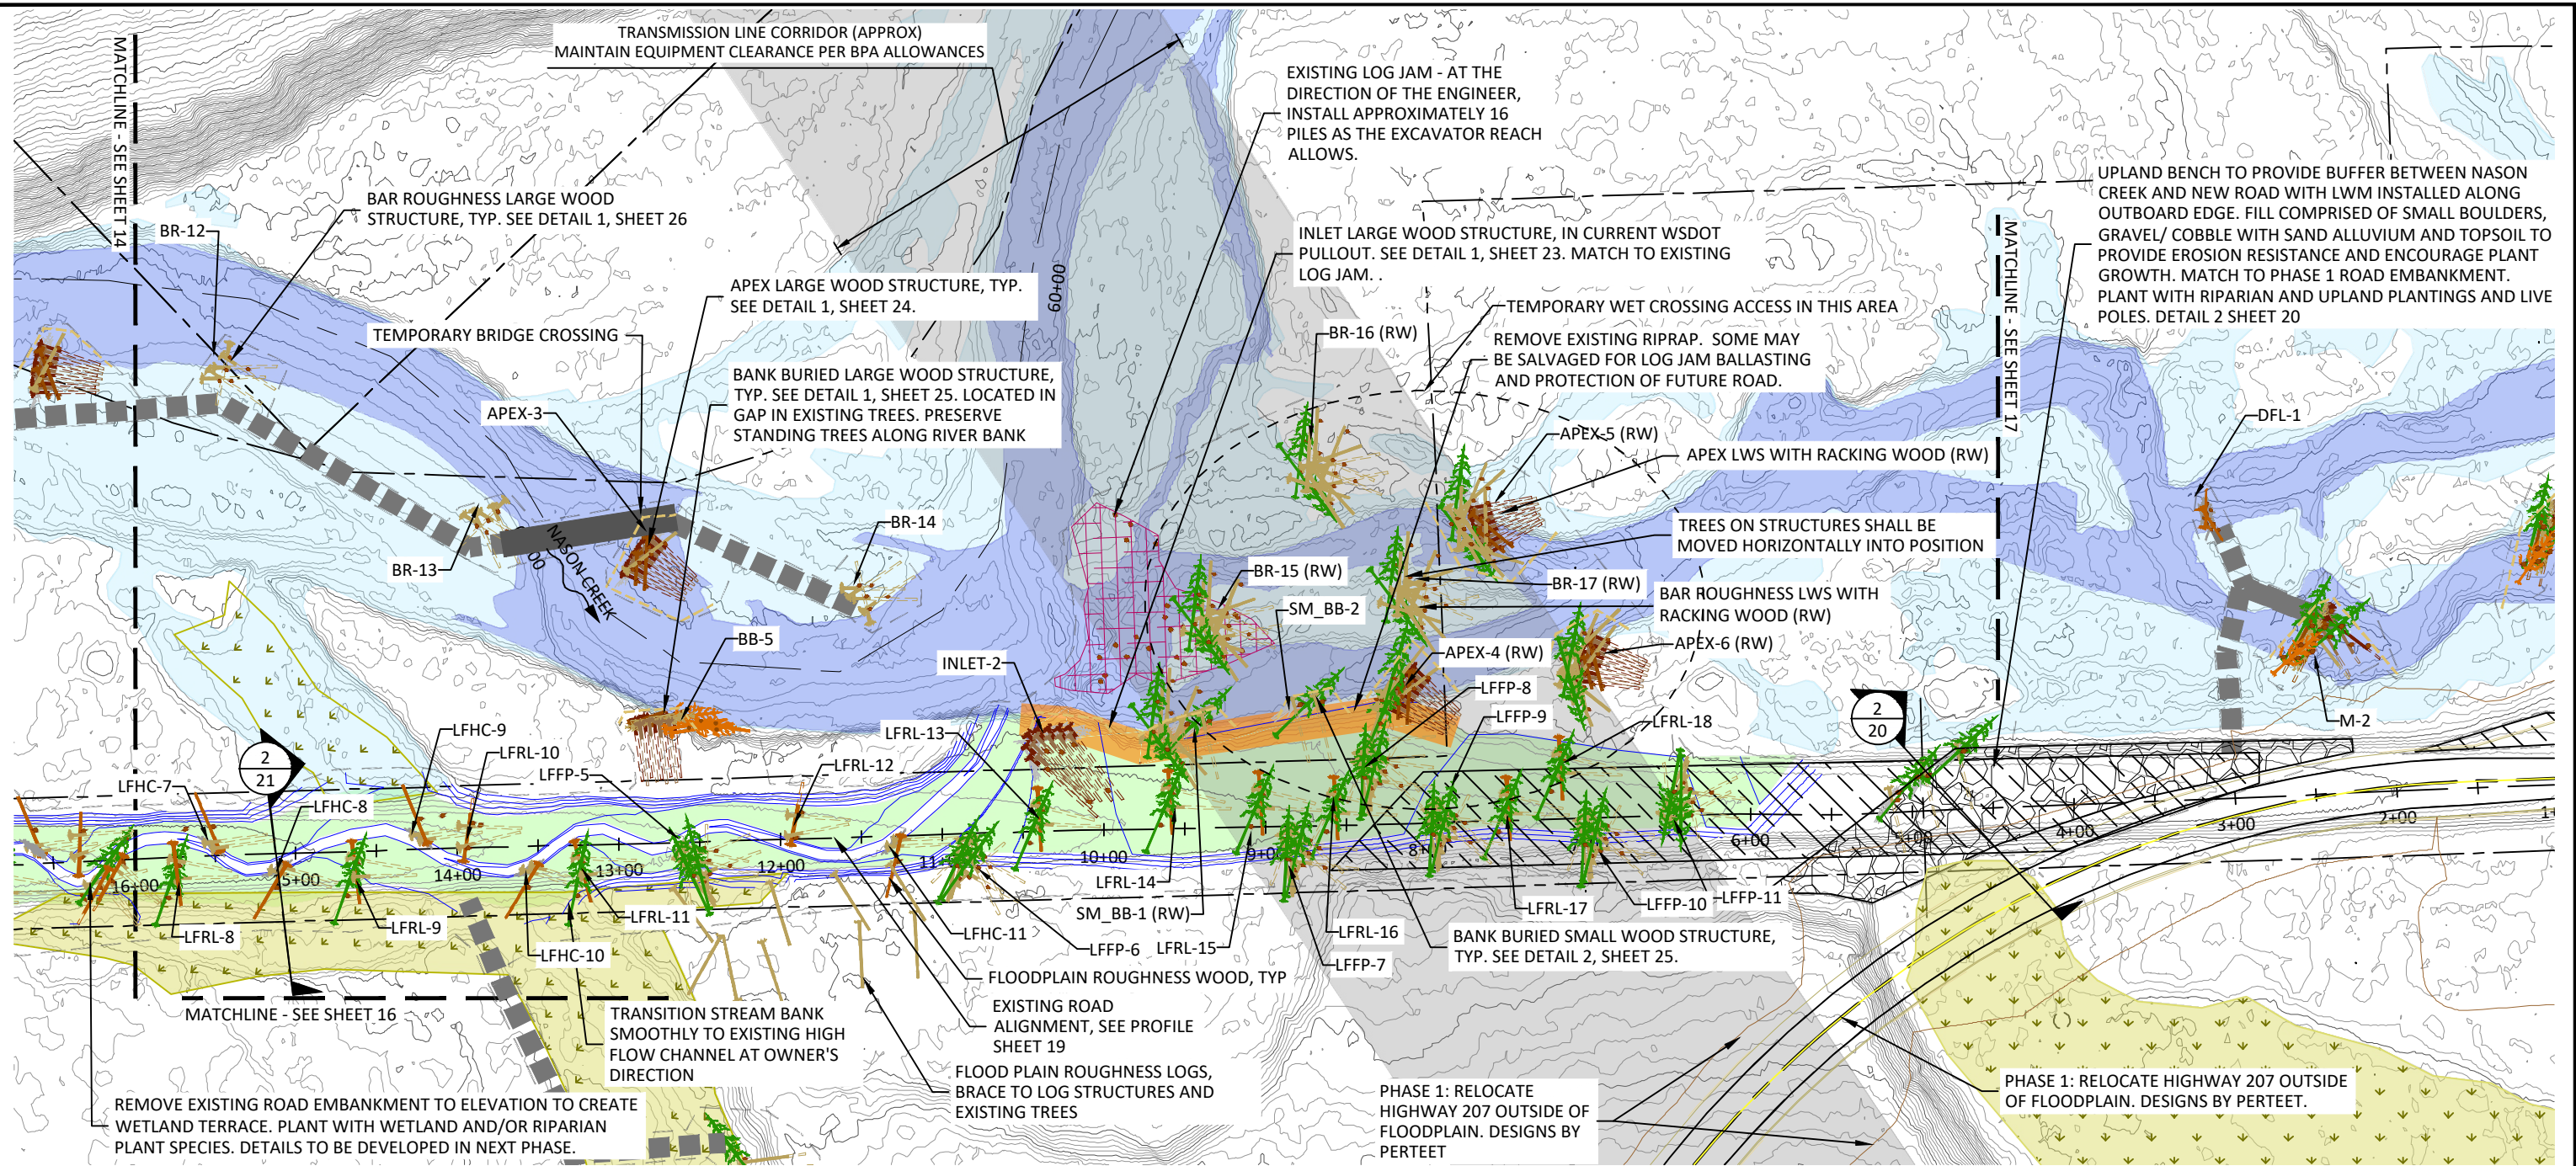 TRANSMISSION LINE CORRIDOR (APPROX)
MAINTAIN EQUIPMENT CLEARANCE PER BPA ALLOWANCES
MATCHLINE - SEE SHEET 14
BR-12
BAR ROUGHNESS LARGE WOOD
STRUCTURE, TYP. SEE DETAIL 1, SHEET 26
EXISTING LOG JAM - AT THE
DIRECTION OF THE ENGINEER,
INSTALL APPROXIMATELY 16
PILES AS THE EXCAVATOR REACH
ALLOWS.
UPLAND BENCH TO PROVIDE BUFFER BETWEEN NASON
CREEK AND NEW ROAD WITH LWM INSTALLED ALONG
OUTBOARD EDGE. FILL COMPRISED OF SMALL BOULDERS,
GRAVEL/ COBBLE WITH SAND ALLUVIUM AND TOPSOIL TO
PROVIDE EROSION RESISTANCE AND ENCOURAGE PLANT
GROWTH. MATCH TO PHASE 1 ROAD EMBANKMENT.
PLANT WITH RIPARIAN AND UPLAND PLANTINGS AND LIVE
POLES. DETAIL 2 SHEET 20
INLET LARGE WOOD STRUCTURE, IN CURRENT WSDOT
PULLOUT. SEE DETAIL 1, SHEET 23. MATCH TO EXISTING
LOG JAM. .
MATCHLINE - SEE SHEET 17
60+00
APEX LARGE WOOD STRUCTURE, TYP.
SEE DETAIL 1, SHEET 24.
TEMPORARY BRIDGE CROSSING
TEMPORARY WET CROSSING ACCESS IN THIS AREA
BR-16 (RW)
REMOVE EXISTING RIPRAP. SOME MAY
BE SALVAGED FOR LOG JAM BALLASTING
AND PROTECTION OF FUTURE ROAD.
BANK BURIED LARGE WOOD STRUCTURE,
TYP. SEE DETAIL 1, SHEET 25. LOCATED IN
GAP IN EXISTING TREES. PRESERVE
STANDING TREES ALONG RIVER BANK
APEX-3
DFL-1
APEX-5 (RW)
APEX LWS WITH RACKING WOOD (RW)
BR-14
TREES ON STRUCTURES SHALL BE
MOVED HORIZONTALLY INTO POSITION
BR-13
00
NASON CREEK
BR-15 (RW)
BR-17 (RW)
BAR ROUGHNESS LWS WITH
RACKING WOOD (RW)
SM_BB-2
BB-5
INLET-2
APEX-4 (RW)
APEX-6 (RW)
LFFP-8
LFFP-9
LFRL-18
M-2
2
20
LFHC-9
LFRL-10
LFRL-13
2
21
LFFP-5
LFRL-12
LFHC-7
LFHC-8
16+00
5+00
14+00
13+00
12+00
11+
10+00
9+0
8+
6+00
5+00
4+00
3+00
2+00
1+
LFRL-14
LFRL-8
LFRL-9
LFRL-11
LFHC-10
LFHC-11
LFFP-6
SM_BB-1 (RW)
LFRL-15
LFRL-16
LFFP-7
LFRL-17
LFFP-10
LFFP-11
BANK BURIED SMALL WOOD STRUCTURE,
TYP. SEE DETAIL 2, SHEET 25.
FLOODPLAIN ROUGHNESS WOOD, TYP
MATCHLINE - SEE SHEET 16
TRANSITION STREAM BANK
SMOOTHLY TO EXISTING HIGH
FLOW CHANNEL AT OWNER'S
DIRECTION
EXISTING ROAD
ALIGNMENT, SEE PROFILE
SHEET 19
FLOOD PLAIN ROUGHNESS LOGS,
BRACE TO LOG STRUCTURES AND
EXISTING TREES
REMOVE EXISTING ROAD EMBANKMENT TO ELEVATION TO CREATE
WETLAND TERRACE. PLANT WITH WETLAND AND/OR RIPARIAN
PLANT SPECIES. DETAILS TO BE DEVELOPED IN NEXT PHASE.
PHASE 1: RELOCATE
HIGHWAY 207 OUTSIDE OF
FLOODPLAIN. DESIGNS BY
PERTEET
PHASE 1: RELOCATE HIGHWAY 207 OUTSIDE
OF FLOODPLAIN. DESIGNS BY PERTEET.